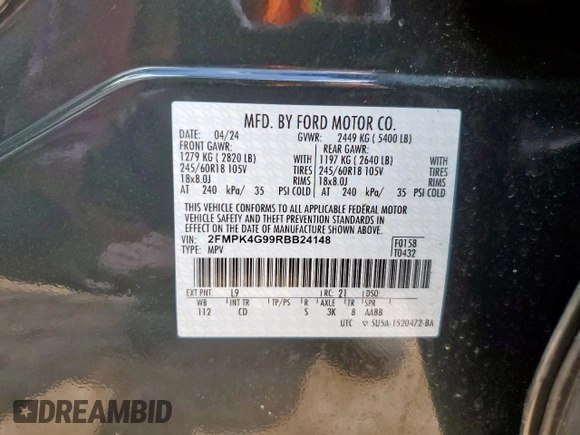 MFD. BY FORD MOTOR CO.
DATE: 04/24 GVWR: 2449 KG ( 5400 LB)
FRONT GAWR: REAR GAWR:
1279 KG ( 2820 LB) WITH 1197 KG ( 2640 LB) WITH
245/60R18 105V TIRES 245/60R18 105V TIRES
18x8.0J RIMS 18x8.0J RIMS
AT 240 kPa/ 35 PSI COLD AT 240 kPa/ 35 PSI COLD
THIS VEHICLE CONFORMS TO ALL APPLICABLE FEDERAL MOTOR
VEHICLE SAFETY AND THEFT PREVENTION STANDARDS IN
EFFECT ON THE DATE OF MANUFACTURE SHOWN ABOVE.
VIN: 2FMPK4G99RBB24148 F0158
TYPE: MPV T0432
EXT PNT: L9 RC: 21 DSO:
WB INT TR TP/PS R AXLE TR SPR
112 CD S 3K 8 AABB
UTC ▽ 5U5A-1520472-BA
DREAMBID